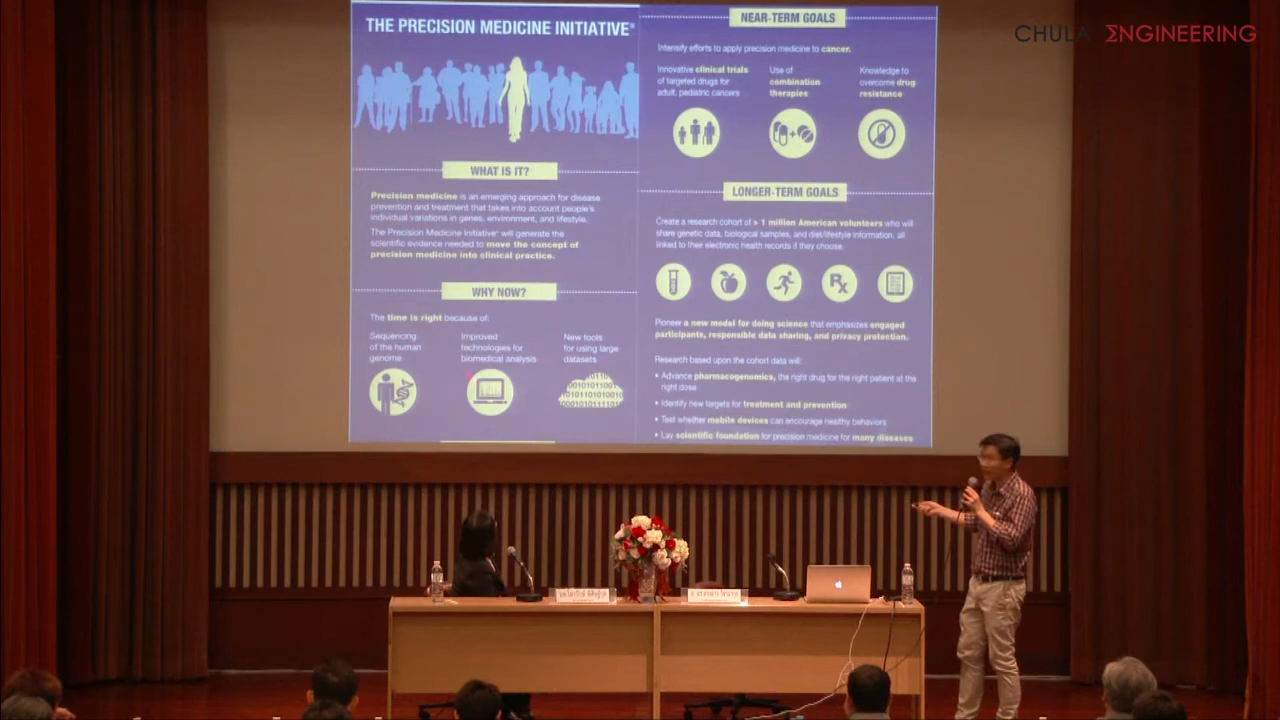 CHULA ΣNGINEERING
THE PRECISION MEDICINE INITIATIVE®
WHAT IS IT?
Precision medicine is an emerging approach for disease
prevention and treatment that takes into account people's
individual variations in genes, environment, and lifestyle.
The Precision Medicine Initiative® will generate the
scientific evidence needed to move the concept of
precision medicine into clinical practice.
WHY NOW?
The time is right because of:
Sequencing
of the human
genome
Improved
technologies for
biomedical analysis
New tools
for using large
datasets
NEAR-TERM GOALS
Intensify efforts to apply precision medicine to cancer.
Innovative clinical trials
of targeted drugs for
adult, pediatric cancers
Use of
combination
therapies
Knowledge to
overcome drug
resistance
LONGER-TERM GOALS
Create a research cohort of > 1 million American volunteers who will
share genetic data, biological samples, and diet/lifestyle information, all
linked to their electronic health records if they choose.
Rx
Pioneer a new model for doing science that emphasizes engaged
participants, responsible data sharing, and privacy protection.
Research based upon the cohort data will:
• Advance pharmacogenomics, the right drug for the right patient at the
right dose
• Identify new targets for treatment and prevention
• Test whether mobile devices can encourage healthy behaviors
• Lay scientific foundation for precision medicine for many diseases